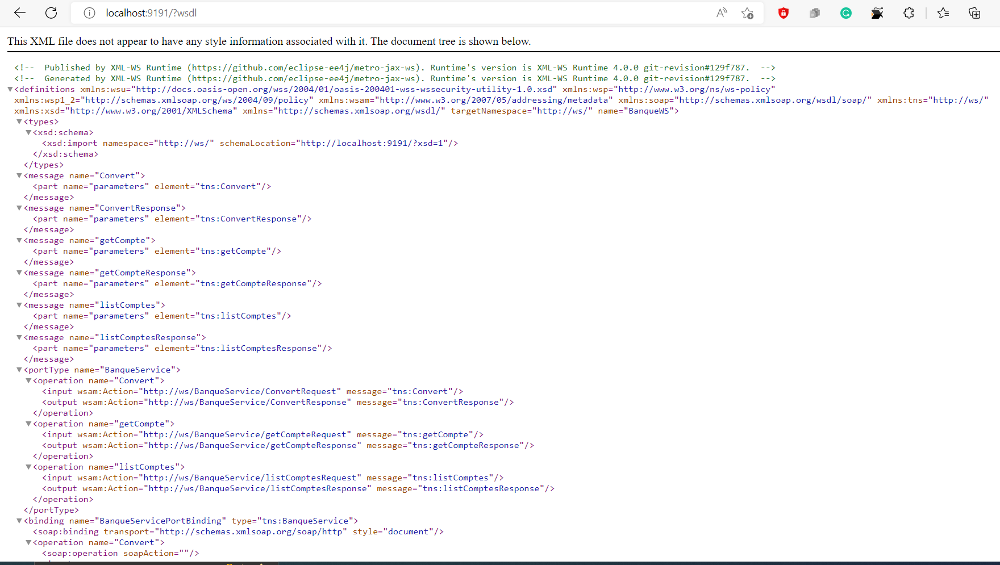 localhost:9191/?wsdl
This XML file does not appear to have any style information associated with it. The document tree is shown below.
<!--  Published by XML-WS Runtime (https://github.com/eclipse-ee4j/metro-jax-ws). Runtime's version is XML-WS Runtime 4.0.0 git-revision#129f787.  -->
<!--  Generated by XML-WS Runtime (https://github.com/eclipse-ee4j/metro-jax-ws). Runtime's version is XML-WS Runtime 4.0.0 git-revision#129f787.  -->
▼<definitions xmlns:wsu="http://docs.oasis-open.org/wss/2004/01/oasis-200401-wss-wssecurity-utility-1.0.xsd" xmlns:wsp="http://www.w3.org/ns/ws-policy"
xmlns:wsp1_2="http://schemas.xmlsoap.org/ws/2004/09/policy" xmlns:wsam="http://www.w3.org/2007/05/addressing/metadata" xmlns:soap="http://schemas.xmlsoap.org/wsdl/soap/" xmlns:tns="http://ws/"
xmlns:xsd="http://www.w3.org/2001/XMLSchema" xmlns="http://schemas.xmlsoap.org/wsdl/" targetNamespace="http://ws/" name="BanqueWS">
▼<types>
▼<xsd:schema>
<xsd:import namespace="http://ws/" schemaLocation="http://localhost:9191/?xsd=1"/>
</xsd:schema>
</types>
▼<message name="Convert">
<part name="parameters" element="tns:Convert"/>
</message>
▼<message name="ConvertResponse">
<part name="parameters" element="tns:ConvertResponse"/>
</message>
▼<message name="getCompte">
<part name="parameters" element="tns:getCompte"/>
</message>
▼<message name="getCompteResponse">
<part name="parameters" element="tns:getCompteResponse"/>
</message>
▼<message name="listComptes">
<part name="parameters" element="tns:listComptes"/>
</message>
▼<message name="listComptesResponse">
<part name="parameters" element="tns:listComptesResponse"/>
</message>
▼<portType name="BanqueService">
▼<operation name="Convert">
<input wsam:Action="http://ws/BanqueService/ConvertRequest" message="tns:Convert"/>
<output wsam:Action="http://ws/BanqueService/ConvertResponse" message="tns:ConvertResponse"/>
</operation>
▼<operation name="getCompte">
<input wsam:Action="http://ws/BanqueService/getCompteRequest" message="tns:getCompte"/>
<output wsam:Action="http://ws/BanqueService/getCompteResponse" message="tns:getCompteResponse"/>
</operation>
▼<operation name="listComptes">
<input wsam:Action="http://ws/BanqueService/listComptesRequest" message="tns:listComptes"/>
<output wsam:Action="http://ws/BanqueService/listComptesResponse" message="tns:listComptesResponse"/>
</operation>
</portType>
▼<binding name="BanqueServicePortBinding" type="tns:BanqueService">
<soap:binding transport="http://schemas.xmlsoap.org/soap/http" style="document"/>
▼<operation name="Convert">
<soap:operation soapAction=""/>